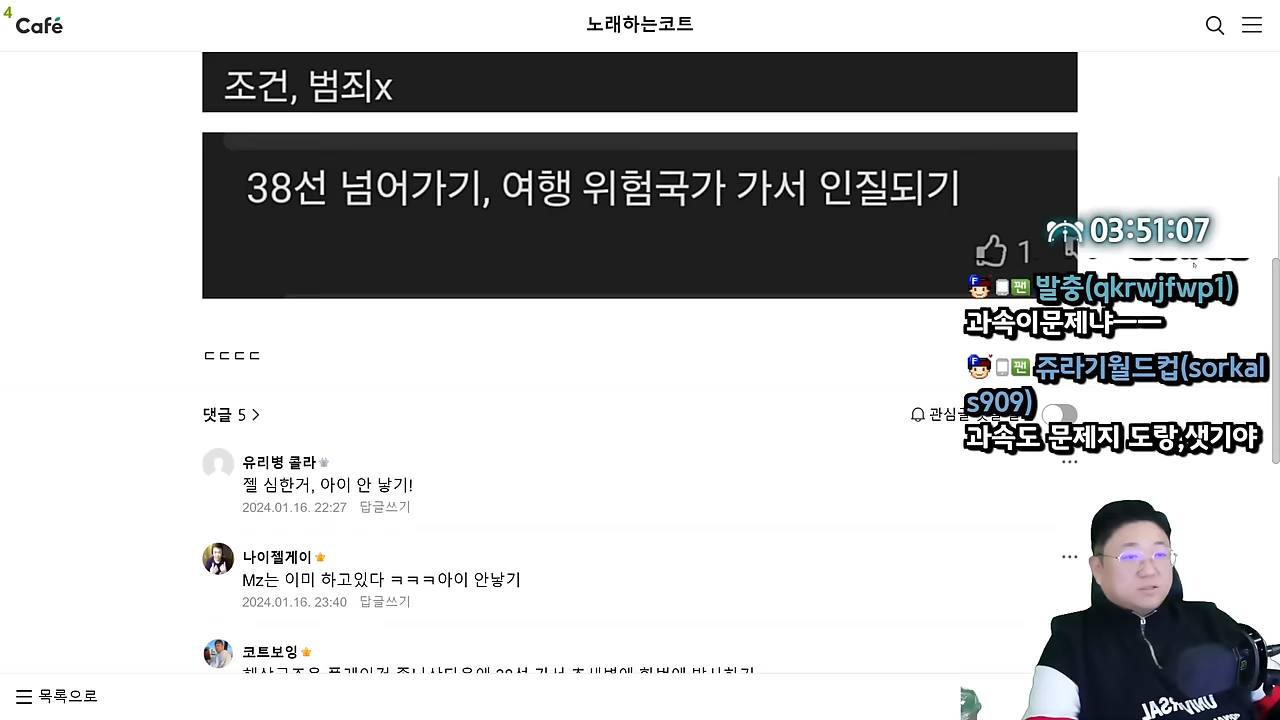 4
Café
노래하는코트
조건, 범죄x
38선 넘어가기, 여행 위험국가 가서 인질되기
1
03:51:07
팬 발충(qkrwjfwp1)
과속이문제냐ㅡㅡ
팬 쥬라기월드컵(sorkal
s909)
과속도 문제지 도랑,샛기야
ㄷㄷㄷㄷ
댓글 5
유리병 콜라
젤 심한거, 아이 안 낳기!
2024.01.16. 22:27 답글쓰기
나이젤게이
Mz는 이미 하고있다 ㅋㅋㅋ아이 안낳기
2024.01.16. 23:40 답글쓰기
코트보잉
목록으로